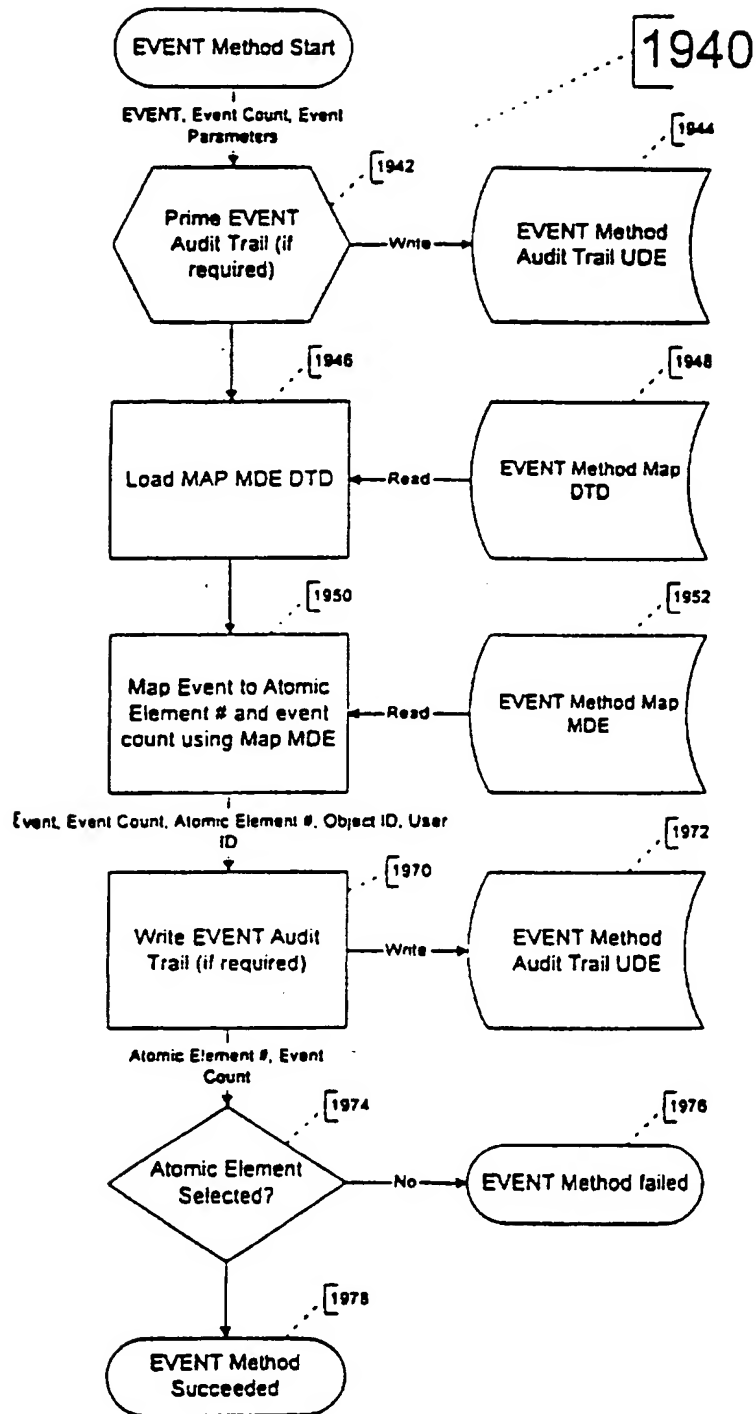 EVENT Method Start
1940
EVENT, Event Count, Event
Parameters
1942
1944
Prime EVENT
Audit Trail (if
required)
Write
EVENT Method
Audit Trail UDE
1946
1948
Load MAP MDE DTD
Read
EVENT Method Map
DTD
1950
1952
Map Event to Atomic
Element # and event
count using Map MDE
Read
EVENT Method Map
MDE
Event, Event Count, Atomic Element #, Object ID, User
ID
1970
1972
Write EVENT Audit
Trail (if required)
Write
EVENT Method
Audit Trail UDE
Atomic Element #, Event
Count
1974
1976
Atomic Element
Selected?
No
EVENT Method failed
1978
EVENT Method
Succeeded